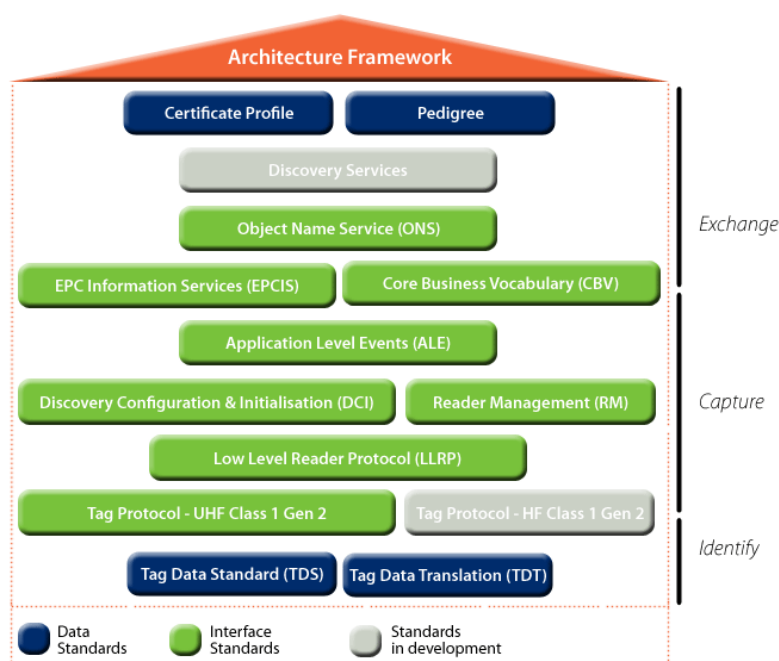 Architecture Framework
Certificate Profile
Pedigree
Discovery Services
Object Name Service (ONS)
Exchange
EPC Information Services (EPCIS)
Core Business Vocabulary (CBV)
Application Level Events (ALE)
Discovery Configuration & Initialisation (DCI)
Reader Management (RM)
Capture
Low Level Reader Protocol (LLRP)
Tag Protocol - UHF Class 1 Gen 2
Tag Protocol - HF Class 1 Gen 2
Identify
Tag Data Standard (TDS)
Tag Data Translation (TDT)
Data
Standards
Interface
Standards
Standards
in development